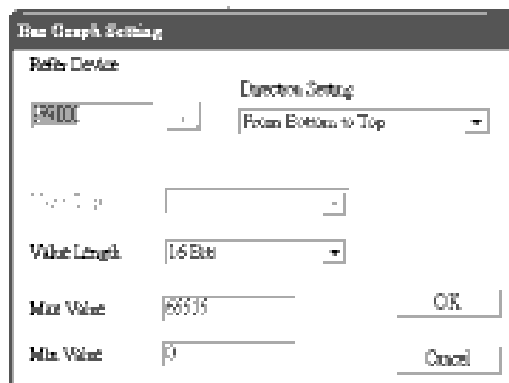 Bar Graph Setting
Refer Device
Direction Setting
From Bottom to Top
Value Length
16 Bits
Max Value
65535
Min Value
0
OK
Cancel